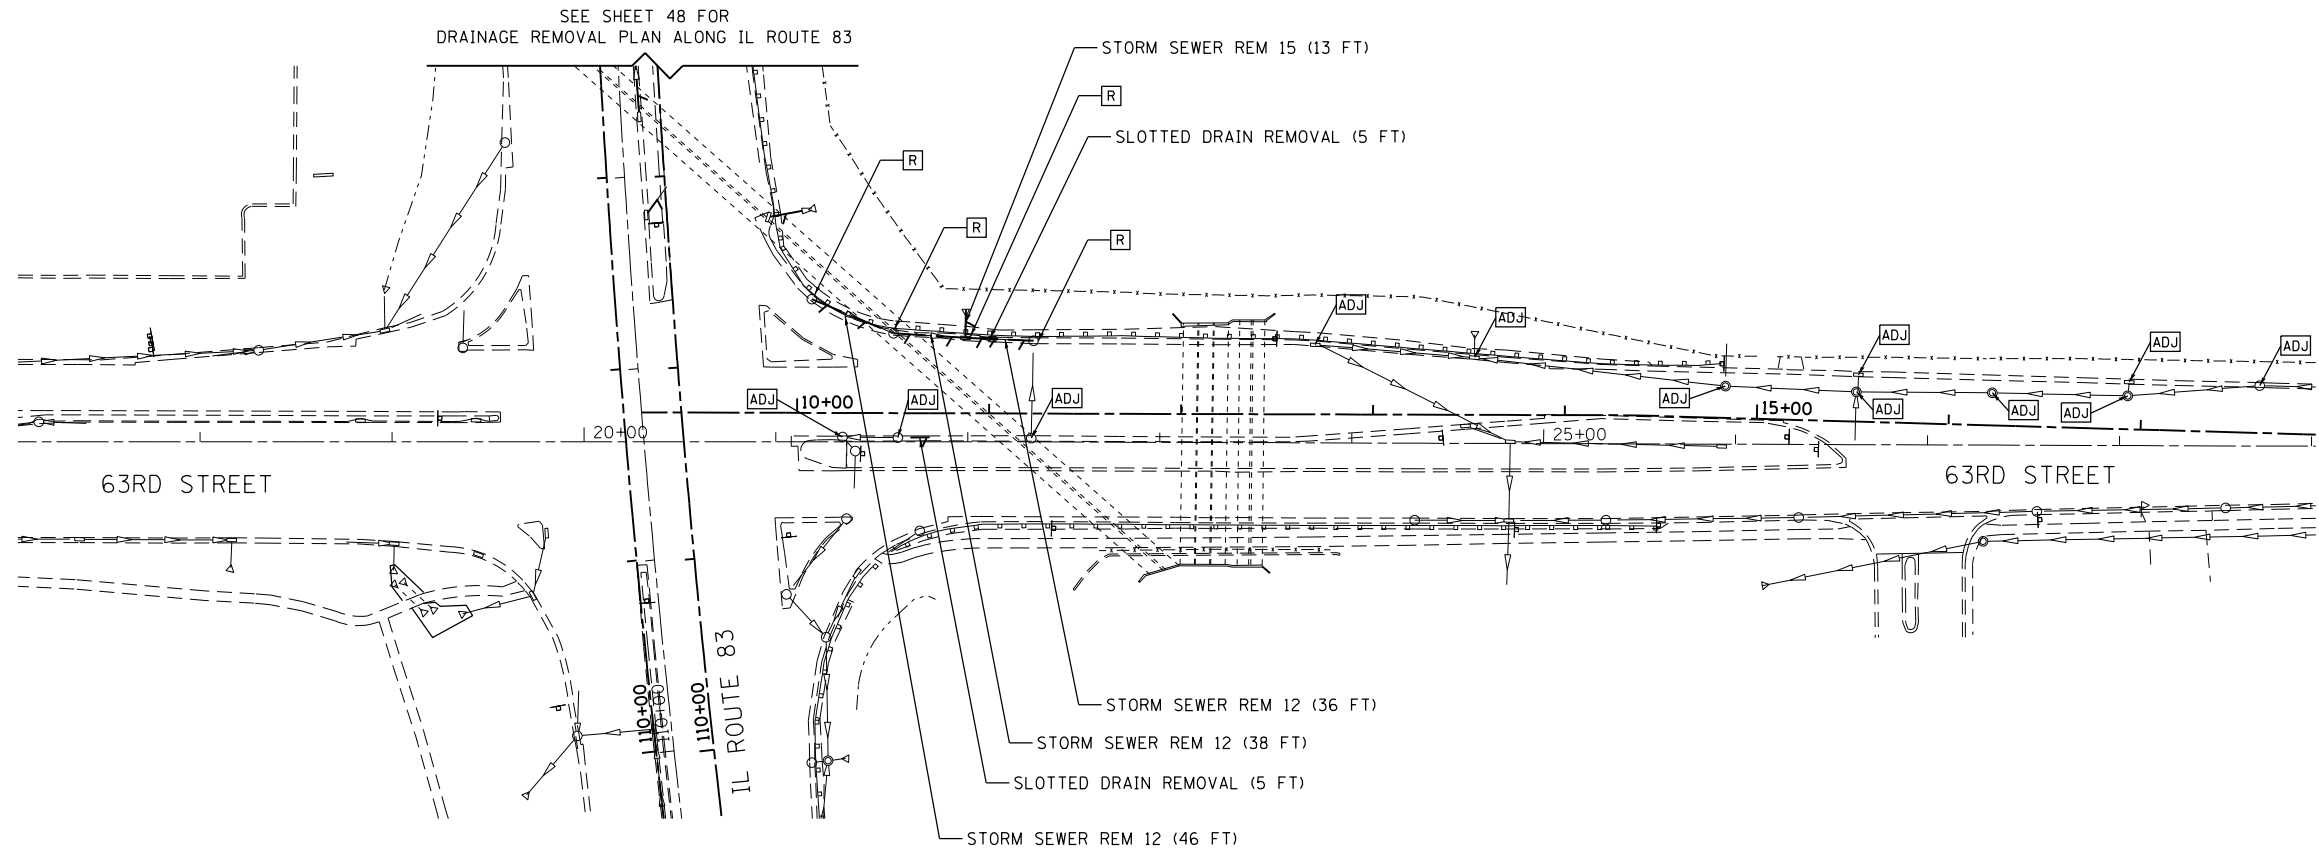 SEE SHEET 48 FOR
DRAINAGE REMOVAL PLAN ALONG IL ROUTE 83
STORM SEWER REM 15 (13 FT)
R
SLOTTED DRAIN REMOVAL (5 FT)
R
R
R
ADJ
ADJ
ADJ
ADJ
ADJ
ADJ
10+00
ADJ
ADJ
ADJ
ADJ
ADJ
ADJ
15+00
20+00
25+00
63RD STREET
63RD STREET
110+00
110+00
110+00
IL ROUTE 83
STORM SEWER REM 12 (36 FT)
STORM SEWER REM 12 (38 FT)
SLOTTED DRAIN REMOVAL (5 FT)
STORM SEWER REM 12 (46 FT)